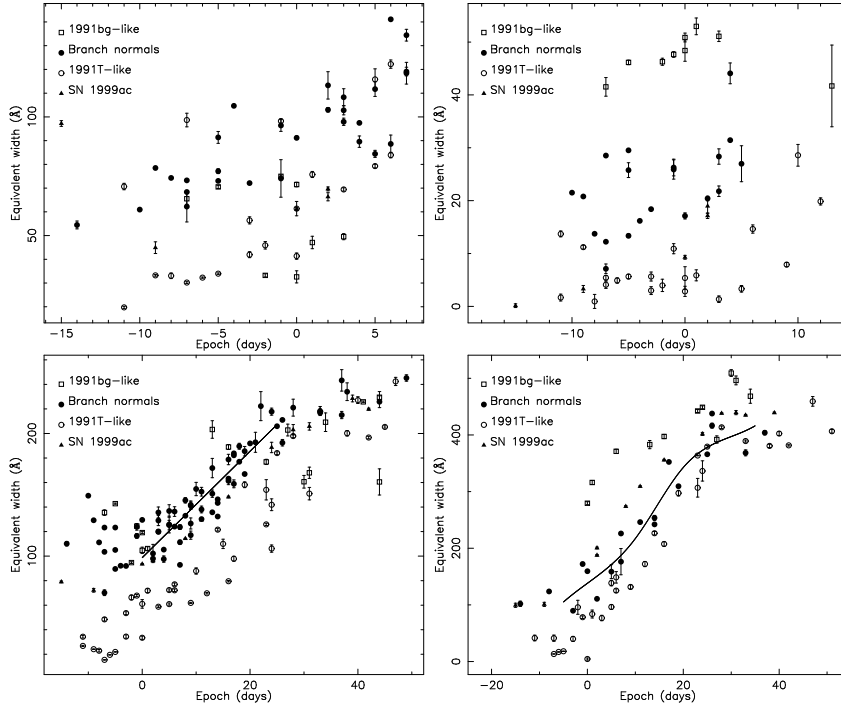 1991bg-like
Branch normals
1991T-like
SN 1999ac
Equivalent width (Å)
100
50
-15
-10
-5
0
5
Epoch (days)
1991bg-like
Branch normals
1991T-like
SN 1999ac
Equivalent width (Å)
40
20
0
-10
0
10
Epoch (days)
1991bg-like
Branch normals
1991T-like
SN 1999ac
Equivalent width (Å)
200
100
0
20
40
Epoch (days)
1991bg-like
Branch normals
1991T-like
SN 1999ac
Equivalent width (Å)
400
200
0
-20
0
20
40
Epoch (days)